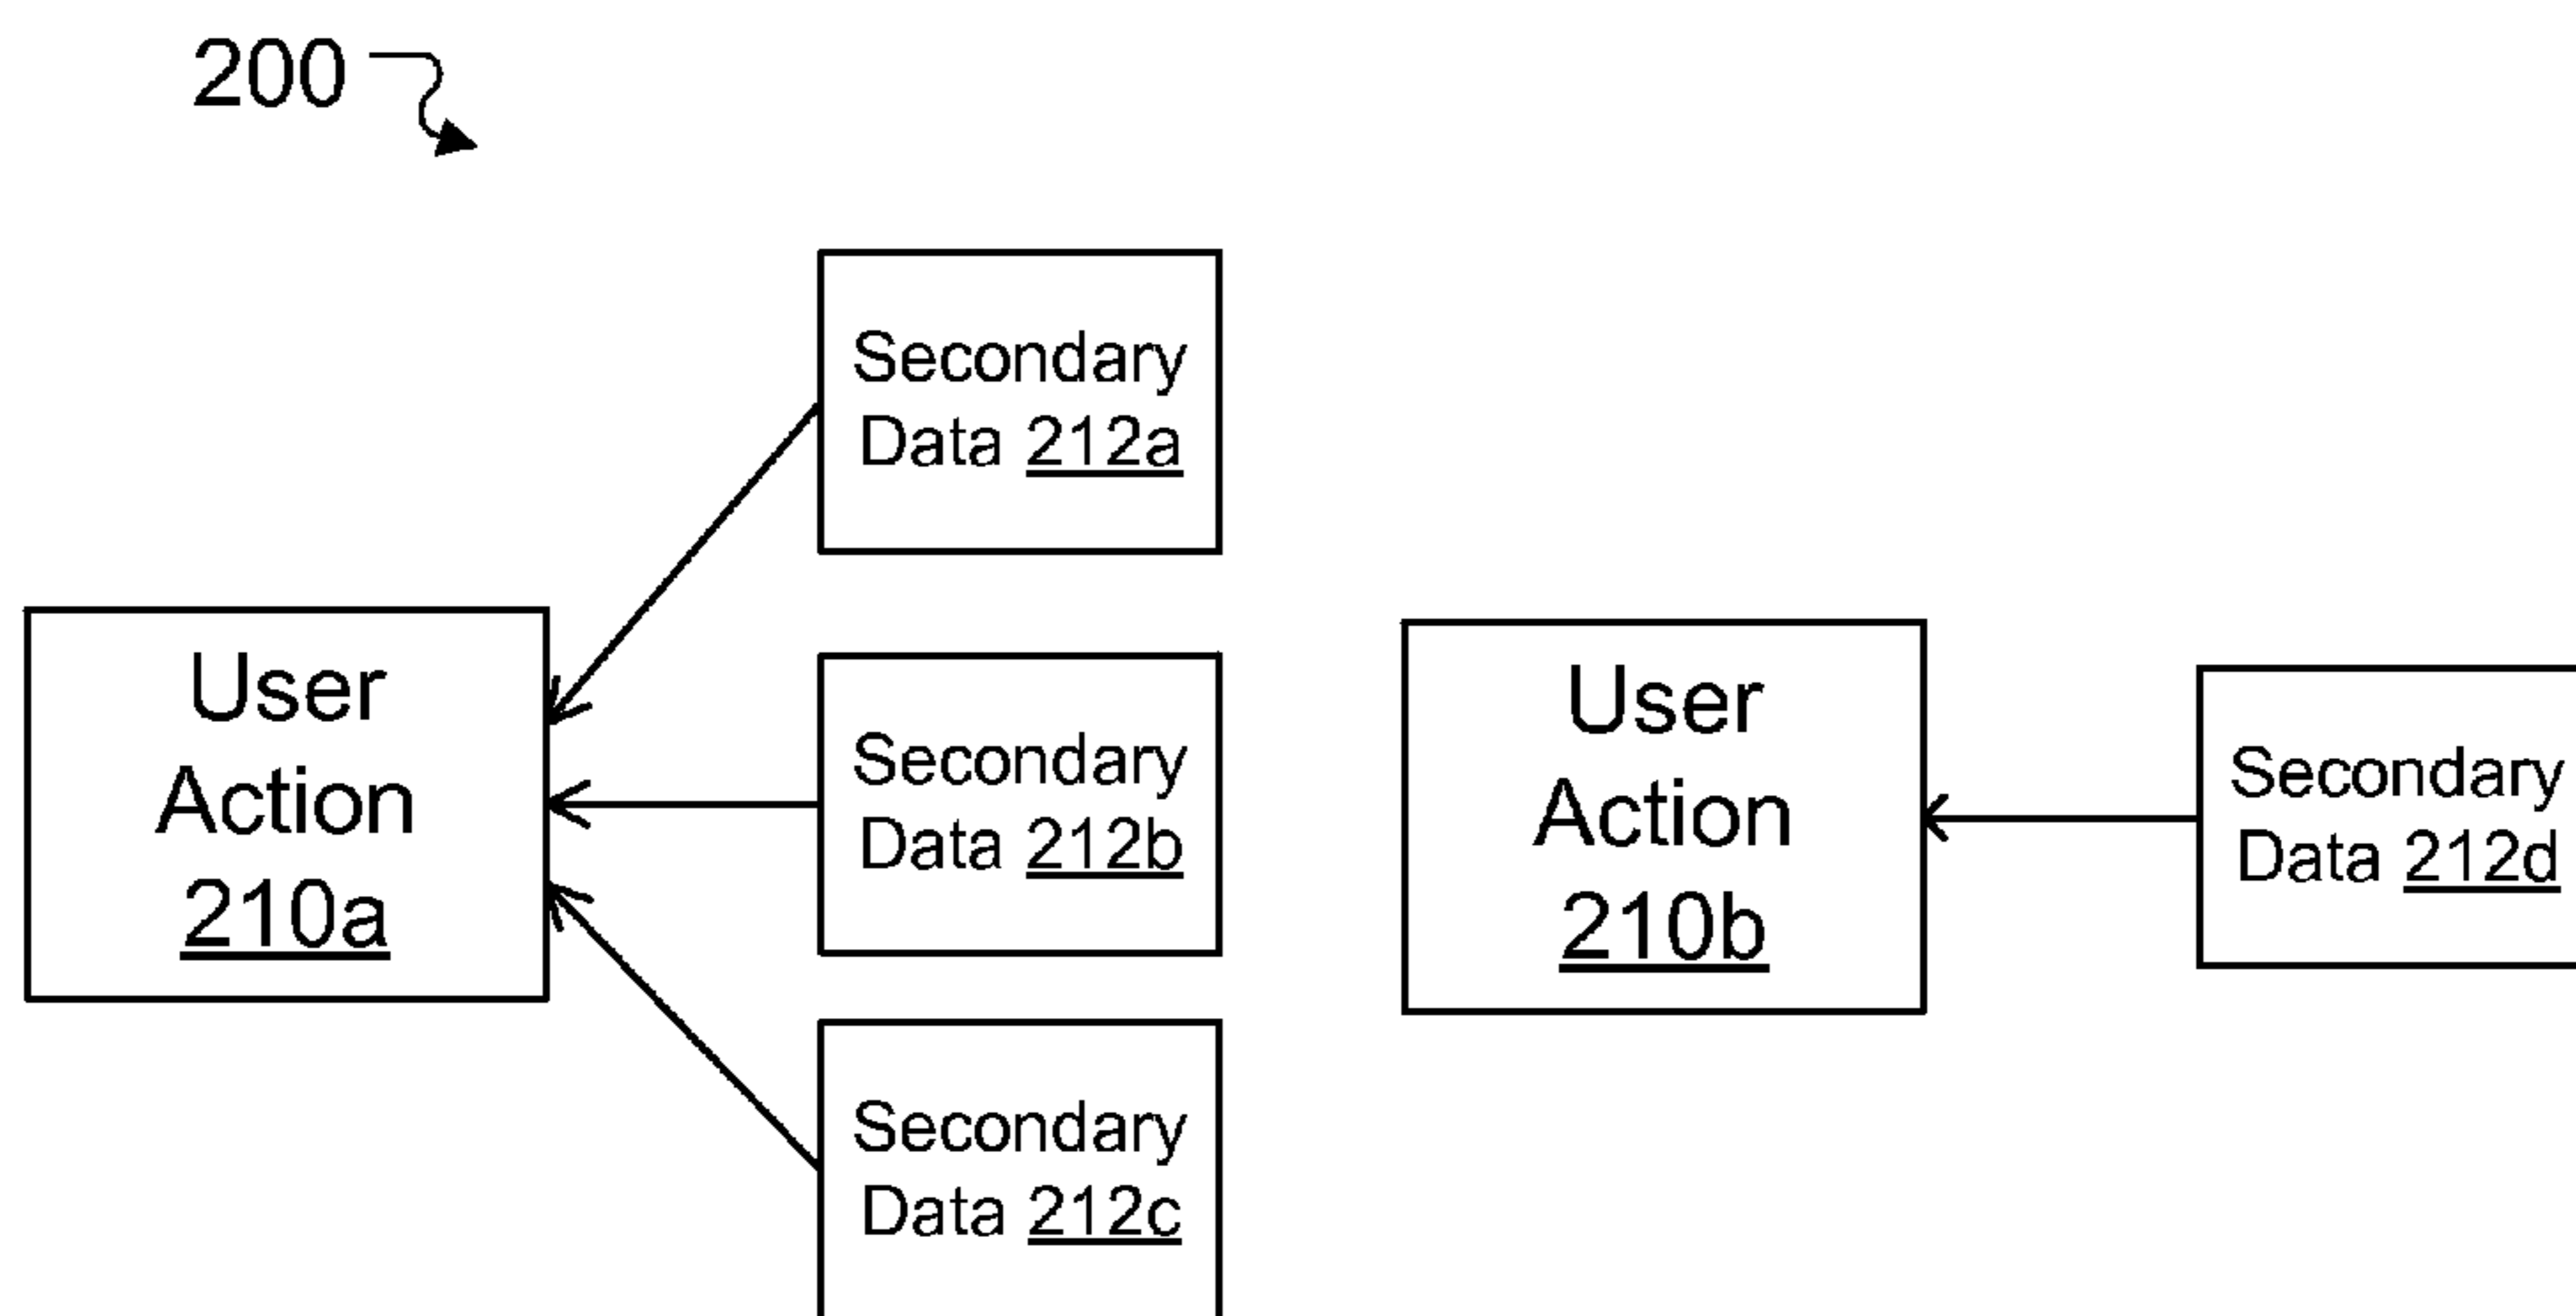 200
Secondary
Data 212a
User
Action
210a
Secondary
Data 212b
Secondary
Data 212c
User
Action
210b
Secondary
Data 212d